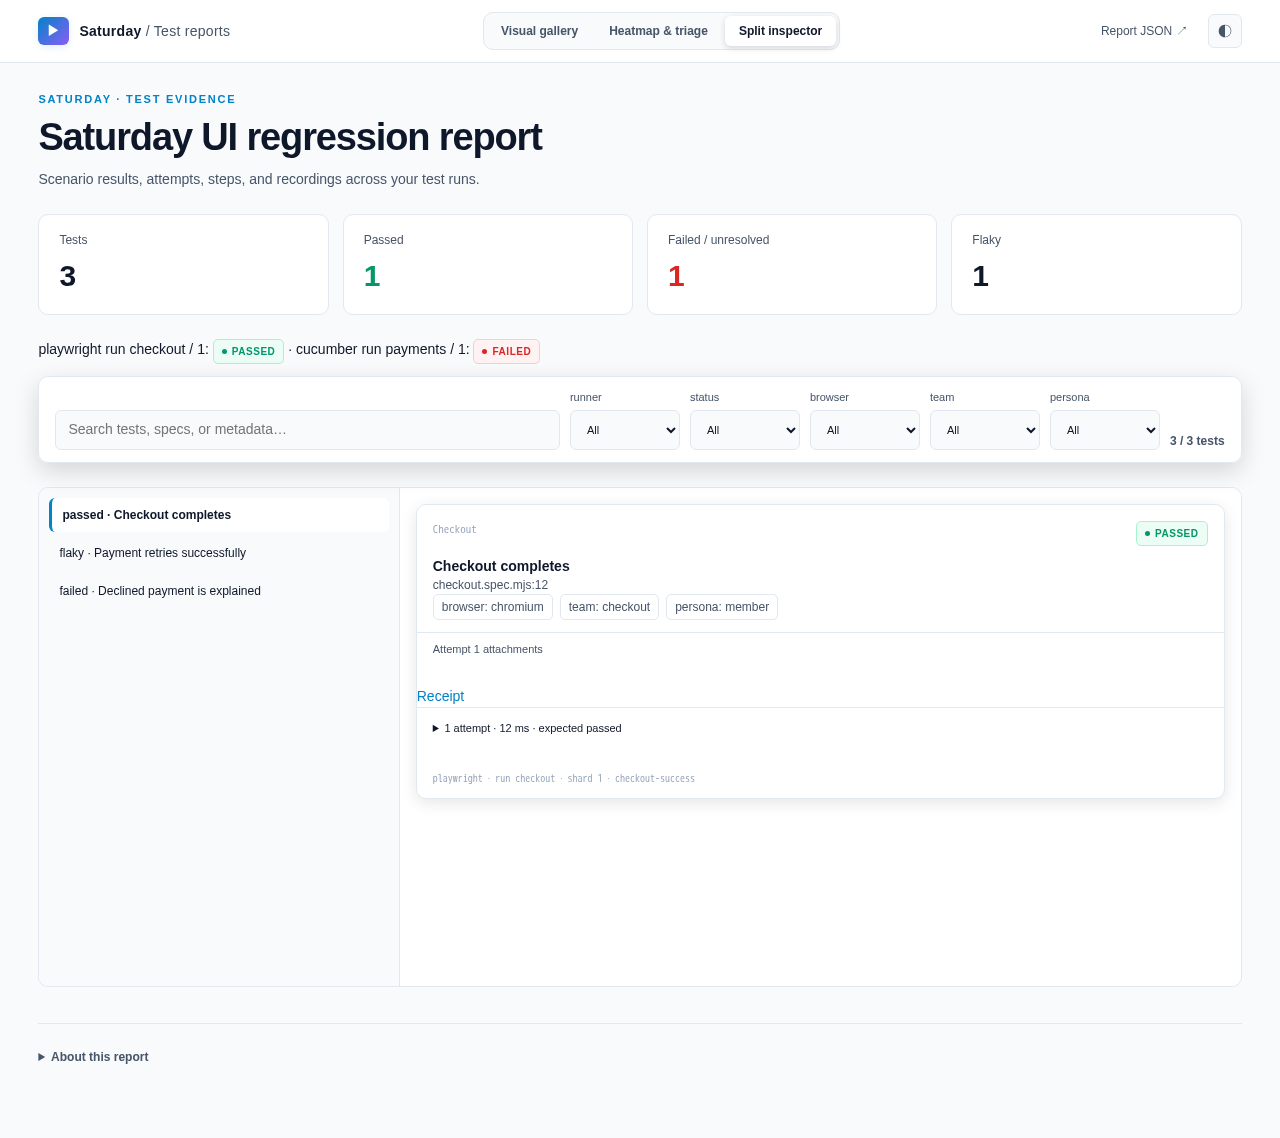 Saturday / Test reports
Visual gallery
Heatmap & triage
Split inspector
Report JSON ↗
SATURDAY · TEST EVIDENCE
Saturday UI regression report
Scenario results, attempts, steps, and recordings across your test runs.
Tests
3
Passed
1
Failed / unresolved
1
Flaky
1
playwright run checkout / 1: PASSED · cucumber run payments / 1: FAILED
runner
status
browser
team
persona
Search tests, specs, or metadata…
All
All
All
All
All
3 / 3 tests
passed · Checkout completes
flaky · Payment retries successfully
failed · Declined payment is explained
Checkout
PASSED
Checkout completes
checkout.spec.mjs:12
browser: chromium
team: checkout
persona: member
Attempt 1 attachments
Receipt
1 attempt · 12 ms · expected passed
playwright · run checkout · shard 1 · checkout-success
About this report